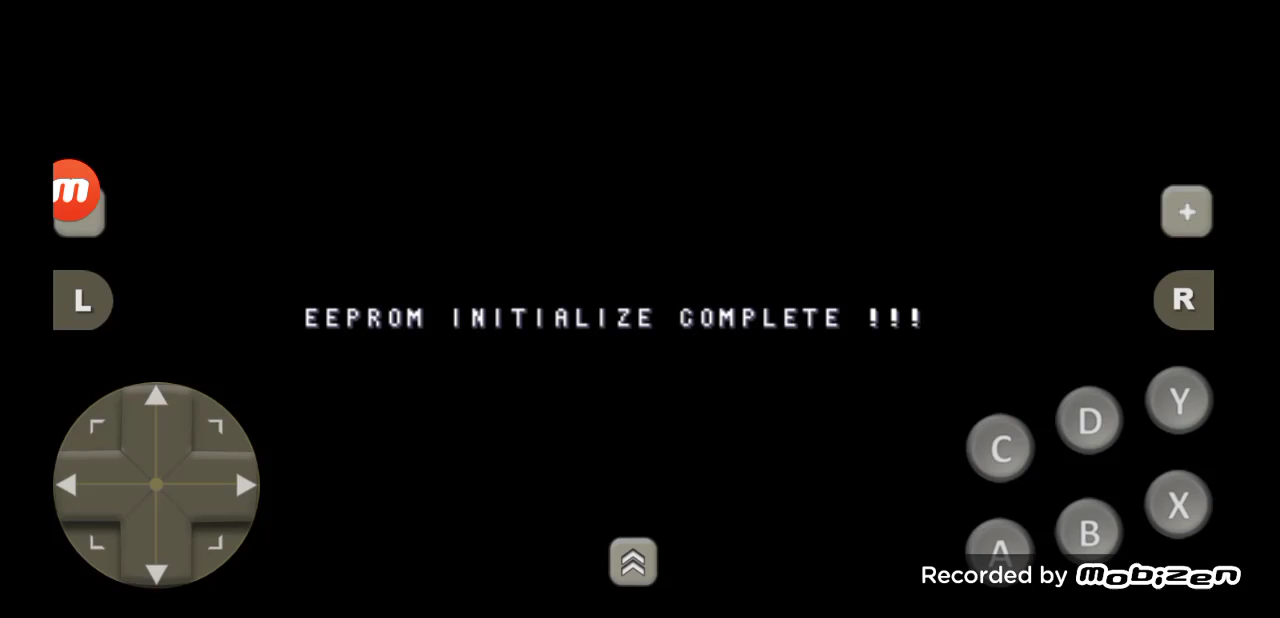 m
+
L
R
EEPROM INITIALIZE COMPLETE !!!
Y
D
C
X
B
A
Recorded by mobizen